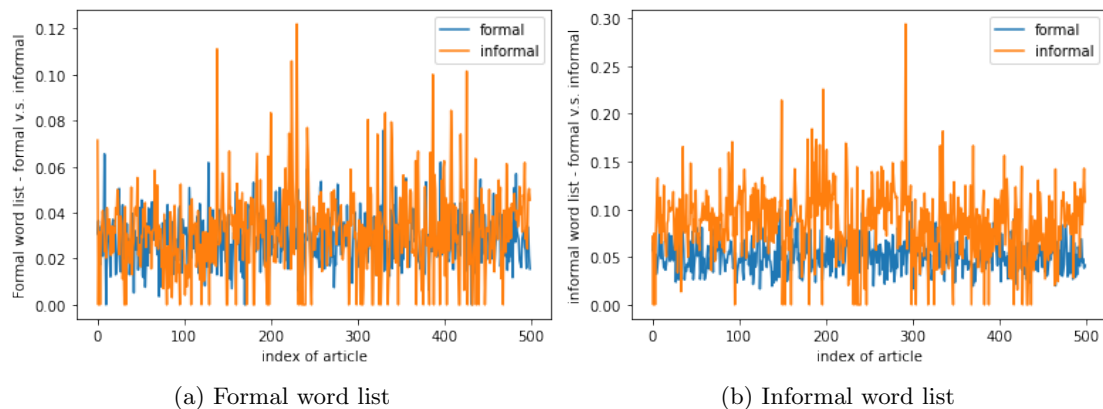 Formal word list - formal v.s. informal
0.12
0.10
0.08
0.06
0.04
0.02
0.00
0 100 200 300 400 500
index of article
formal
informal
(a) Formal word list
informal word list - formal v.s. informal
0.30
0.25
0.20
0.15
0.10
0.05
0.00
0 100 200 300 400 500
index of article
formal
informal
(b) Informal word list